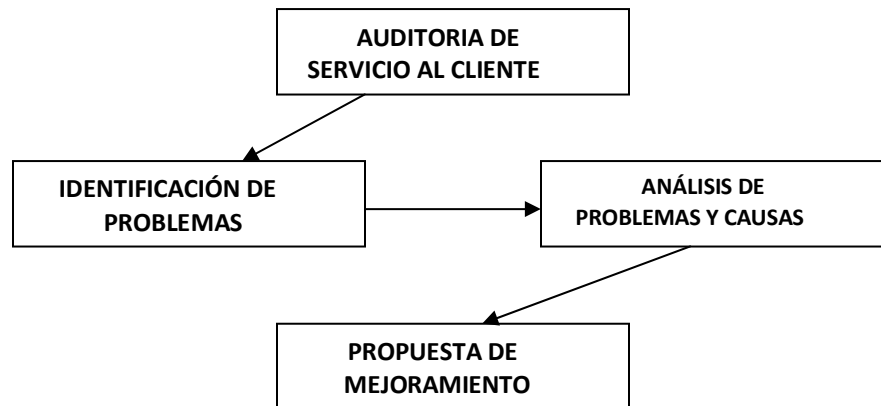 AUDITORIA DE
SERVICIO AL CLIENTE
IDENTIFICACIÓN DE
PROBLEMAS
ANÁLISIS DE
PROBLEMAS Y CAUSAS
PROPUESTA DE
MEJORAMIENTO